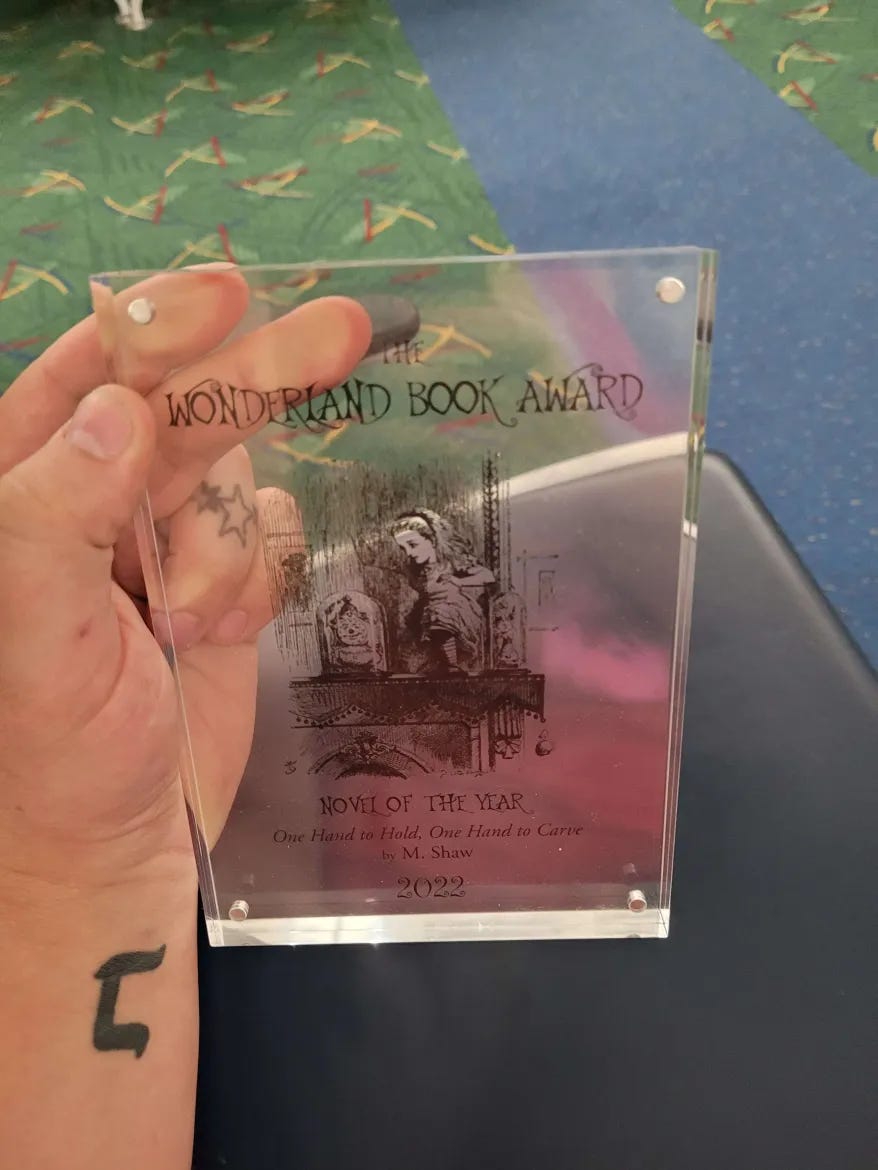 THE
WONDERLAND BOOK AWARD
NOVEL OF THE YEAR
One Hand to Hold, One Hand to Carve
by M. Shaw
2022